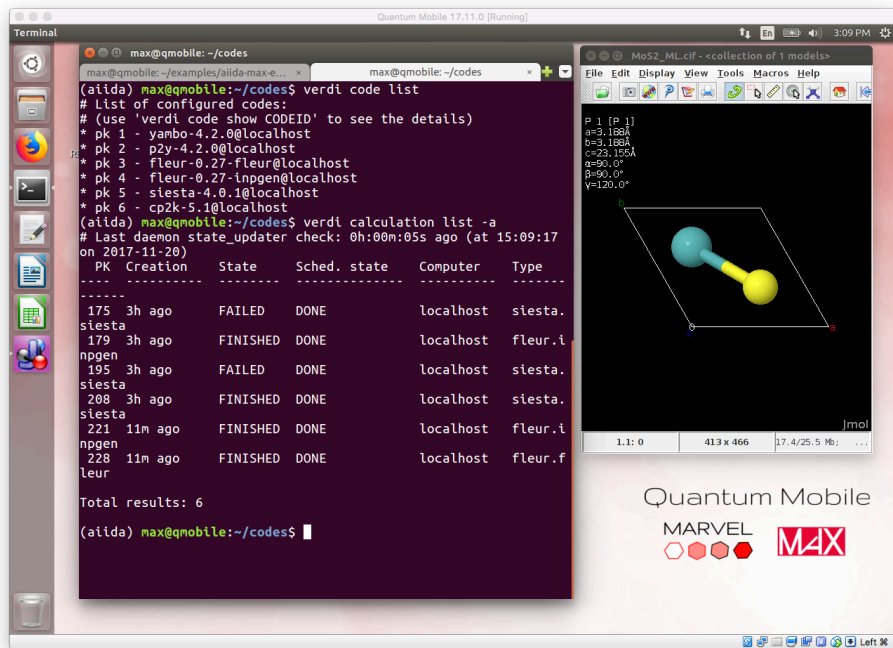 Quantum Mobile 17.11.0 [Running]
Terminal
En
3:09 PM
max@qmobile: ~/codes
max@qmobile: ~/examples/aiida-max-e... ×
max@qmobile: ~/codes ×
(aiida) max@qmobile:~/codes$ verdi code list
# List of configured codes:
# (use 'verdi code show CODEID' to see the details)
* pk 1 - yambo-4.2.0@localhost
* pk 2 - p2y-4.2.0@localhost
* pk 3 - fleur-0.27-fleur@localhost
* pk 4 - fleur-0.27-inpgen@localhost
* pk 5 - siesta-4.0.1@localhost
* pk 6 - cp2k-5.1@localhost
(aiida) max@qmobile:~/codes$ verdi calculation list -a
# Last daemon state_updater check: 0h:00m:05s ago (at 15:09:17
on 2017-11-20)
PK Creation State Sched. state Computer Type
---- ---------- -------- -------------- ---------- -------
------
175 3h ago FAILED DONE localhost siesta.
siesta
179 3h ago FINISHED DONE localhost fleur.i
npgen
195 3h ago FAILED DONE localhost siesta.
siesta
208 3h ago FINISHED DONE localhost siesta.
siesta
221 11m ago FINISHED DONE localhost fleur.i
npgen
228 11m ago FINISHED DONE localhost fleur.f
leur
Total results: 6
(aiida) max@qmobile:~/codes$
MoS2_ML.cif - <collection of 1 models>
File Edit Display View Tools Macros Help
P 1 [P 1]
a=3.188Å
b=3.188Å
c=23.155Å
α=90.0°
β=90.0°
γ=120.0°
b
a
Jmol
1.1: 0
413 x 466
17.4/25.5 Mb; ...
Quantum Mobile
MARVEL
MAX
Left ⌘